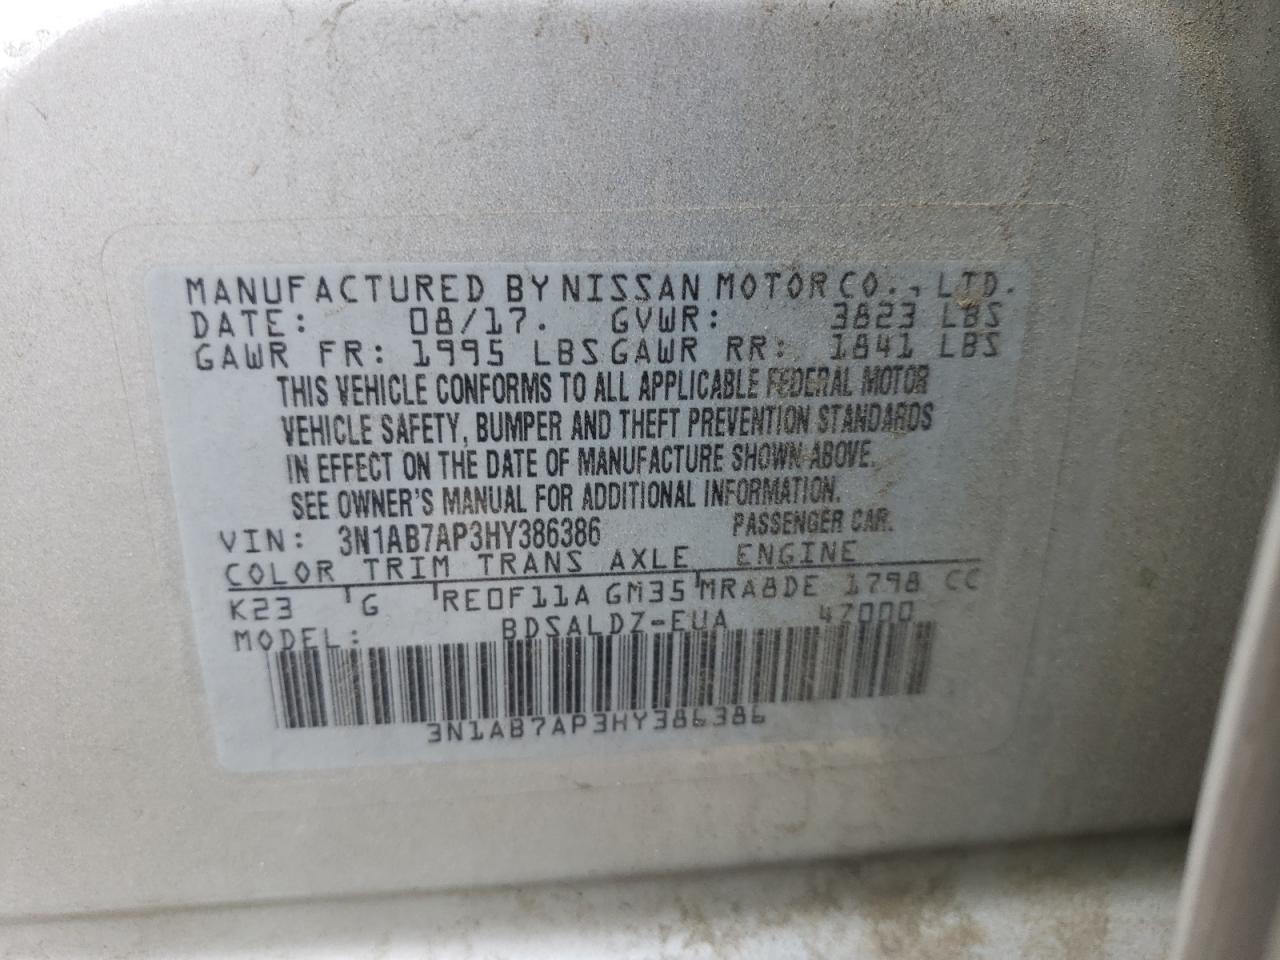 MANUFACTURED BY NISSAN MOTOR CO., LTD.
DATE: 08/17. GVWR: 3823 LBS
GAWR FR: 1995 LBS GAWR RR: 1841 LBS
THIS VEHICLE CONFORMS TO ALL APPLICABLE FEDERAL MOTOR
VEHICLE SAFETY, BUMPER AND THEFT PREVENTION STANDARDS
IN EFFECT ON THE DATE OF MANUFACTURE SHOWN ABOVE.
SEE OWNER'S MANUAL FOR ADDITIONAL INFORMATION.
VIN: 3N1AB7AP3HY386386 PASSENGER CAR.
COLOR TRIM TRANS AXLE ENGINE
K23 G RE0F11A GM35 MRA8DE 1798 CC
MODEL: BDSALDZ-EUA 47000
3N1AB7AP3HY386386